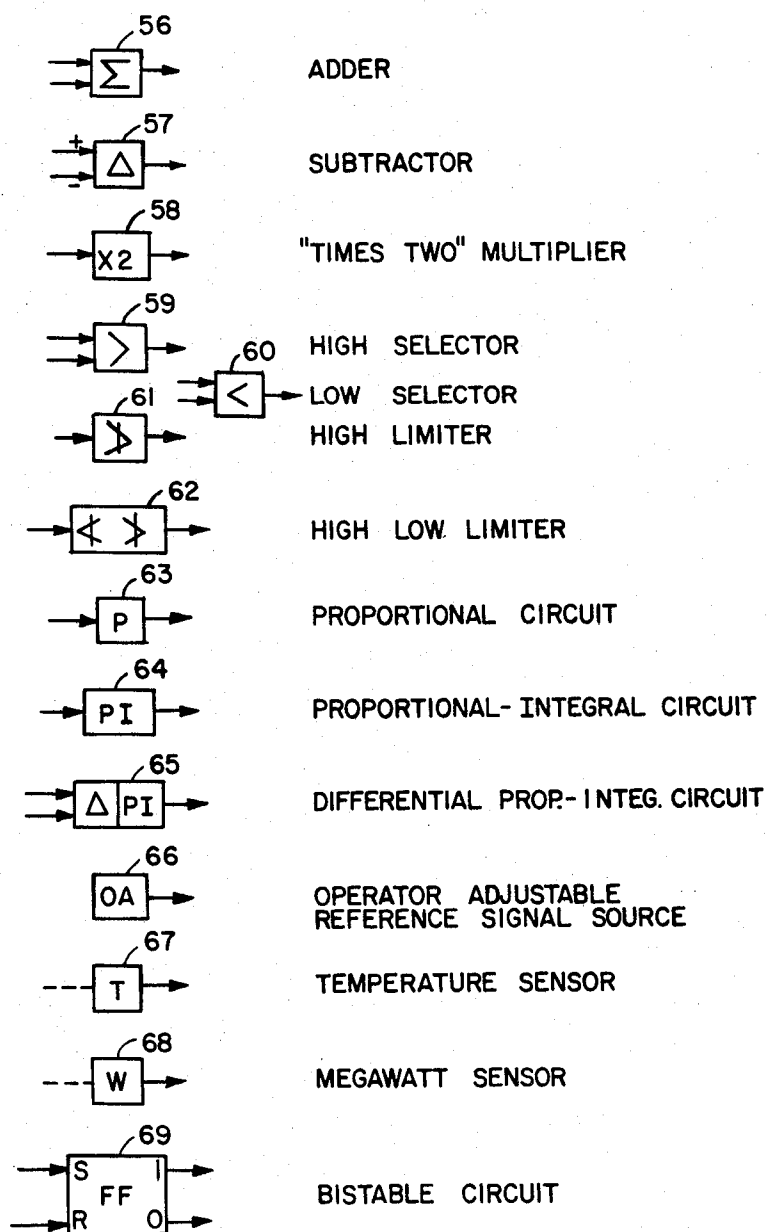 56
Σ ADDER
57
+
Δ SUBTRACTOR
-
58
X2 "TIMES TWO" MULTIPLIER
59
> HIGH SELECTOR
60
< LOW SELECTOR
61
HIGH LIMITER
62
HIGH LOW LIMITER
63
P PROPORTIONAL CIRCUIT
64
PI PROPORTIONAL-INTEGRAL CIRCUIT
65
Δ PI DIFFERENTIAL PROP.-INTEG. CIRCUIT
66
OA OPERATOR ADJUSTABLE
REFERENCE SIGNAL SOURCE
67
T TEMPERATURE SENSOR
68
W MEGAWATT SENSOR
69
S 1
FF BISTABLE CIRCUIT
R O